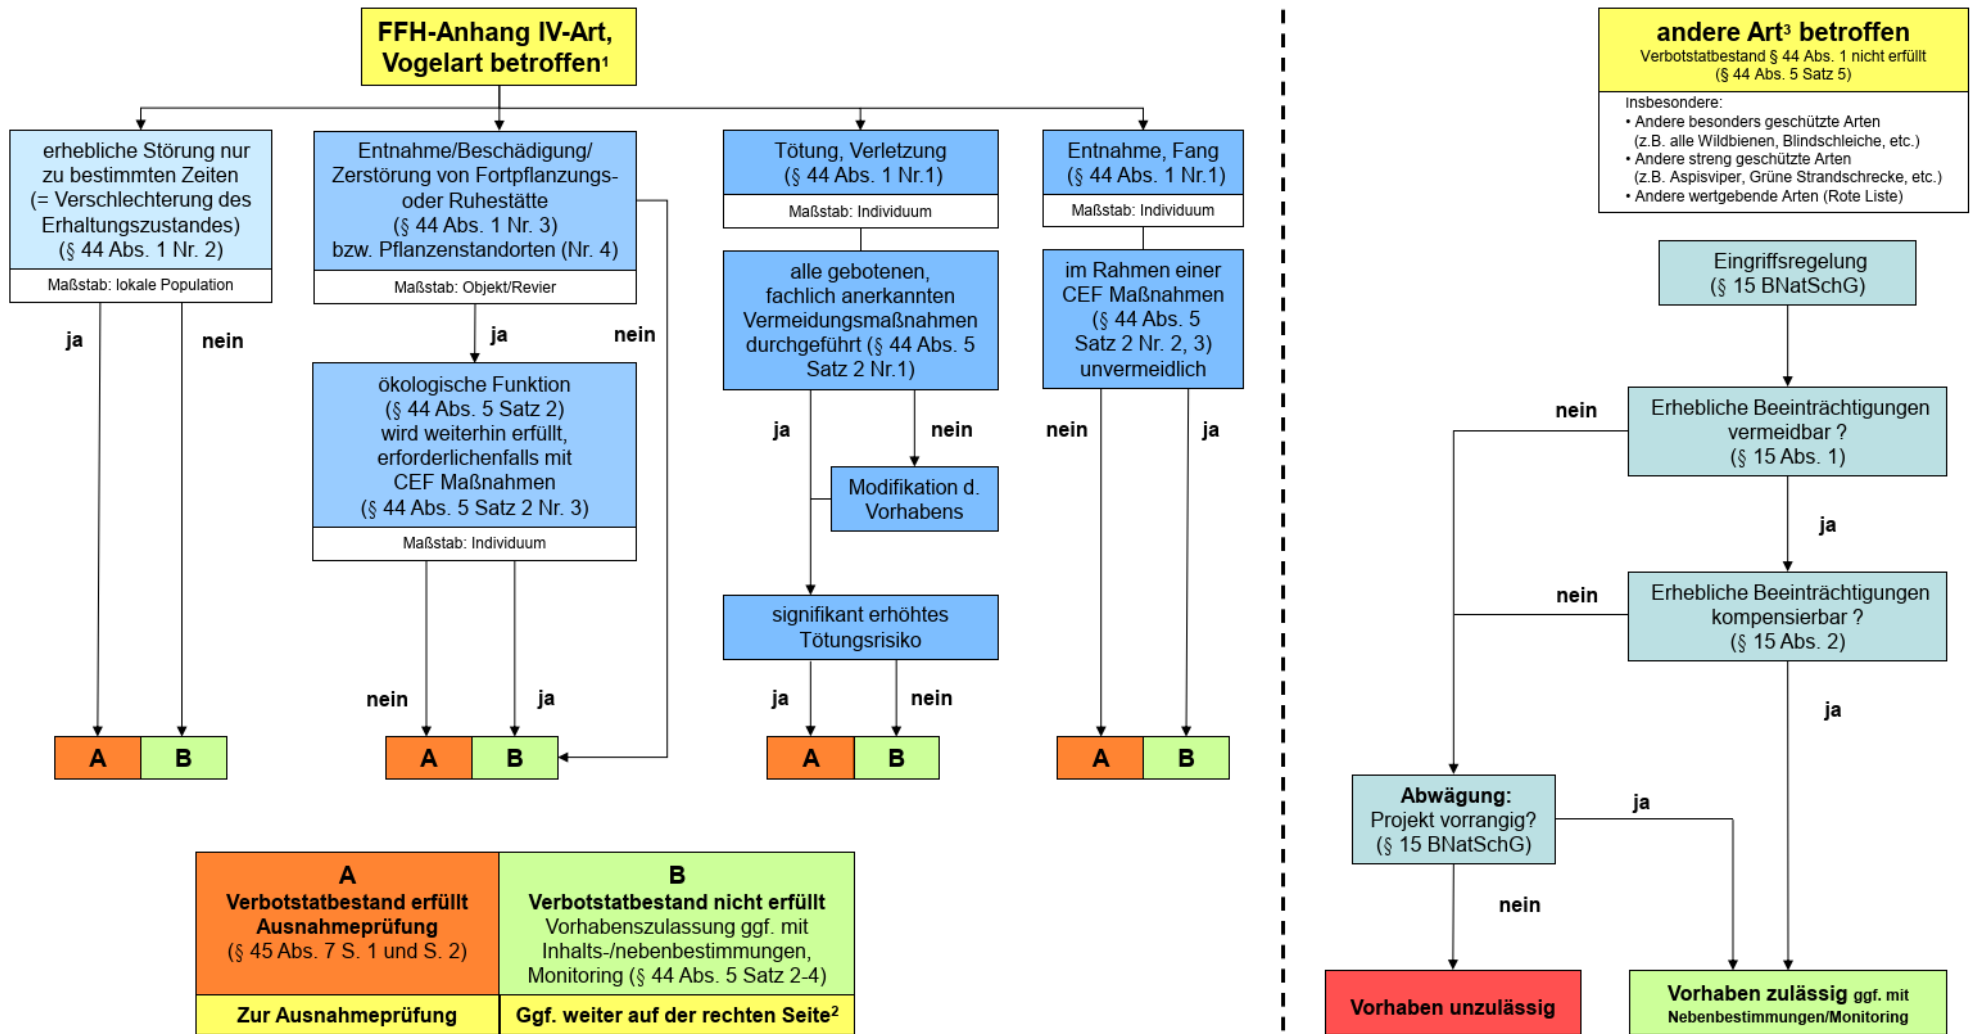 FFH-Anhang IV-Art,
Vogelart betroffen¹
erhebliche Störung nur
zu bestimmten Zeiten
(= Verschlechterung des
Erhaltungszustandes)
(§ 44 Abs. 1 Nr. 2)
Maßstab: lokale Population
ja
nein
A
B
Entnahme/Beschädigung/
Zerstörung von Fortpflanzungs-
oder Ruhestätte
(§ 44 Abs. 1 Nr. 3)
bzw. Pflanzenstandorten (Nr. 4)
Maßstab: Objekt/Revier
ja
nein
ökologische Funktion
(§ 44 Abs. 5 Satz 2)
wird weiterhin erfüllt,
erforderlichenfalls mit
CEF Maßnahmen
(§ 44 Abs. 5 Satz 2 Nr. 3)
Maßstab: Individuum
nein
ja
A
B
Tötung, Verletzung
(§ 44 Abs. 1 Nr.1)
Maßstab: Individuum
alle gebotenen,
fachlich anerkannten
Vermeidungsmaßnahmen
durchgeführt (§ 44 Abs. 5
Satz 2 Nr.1)
ja
nein
Modifikation d.
Vorhabens
signifikant erhöhtes
Tötungsrisiko
ja
nein
A
B
Entnahme, Fang
(§ 44 Abs. 1 Nr.1)
Maßstab: Individuum
im Rahmen einer
CEF Maßnahmen
(§ 44 Abs. 5
Satz 2 Nr. 2, 3)
unvermeidlich
nein
ja
A
B
A
Verbotstatbestand erfüllt
Ausnahmeprüfung
(§ 45 Abs. 7 S. 1 und S. 2)
Zur Ausnahmeprüfung
B
Verbotstatbestand nicht erfüllt
Vorhabenszulassung ggf. mit
Inhalts-/nebenbestimmungen,
Monitoring (§ 44 Abs. 5 Satz 2-4)
Ggf. weiter auf der rechten Seite²
andere Art³ betroffen
Verbotstatbestand § 44 Abs. 1 nicht erfüllt
(§ 44 Abs. 5 Satz 5)
Insbesondere:
• Andere besonders geschützte Arten
(z.B. alle Wildbienen, Blindschleiche, etc.)
• Andere streng geschützte Arten
(z.B. Aspisviper, Grüne Strandschrecke, etc.)
• Andere wertgebende Arten (Rote Liste)
Eingriffsregelung
(§ 15 BNatSchG)
nein
Erhebliche Beeinträchtigungen
vermeidbar ?
(§ 15 Abs. 1)
ja
nein
Erhebliche Beeinträchtigungen
kompensierbar ?
(§ 15 Abs. 2)
ja
Abwägung:
Projekt vorrangig?
(§ 15 BNatSchG)
ja
nein
Vorhaben unzulässig
Vorhaben zulässig ggf. mit
Nebenbestimmungen/Monitoring